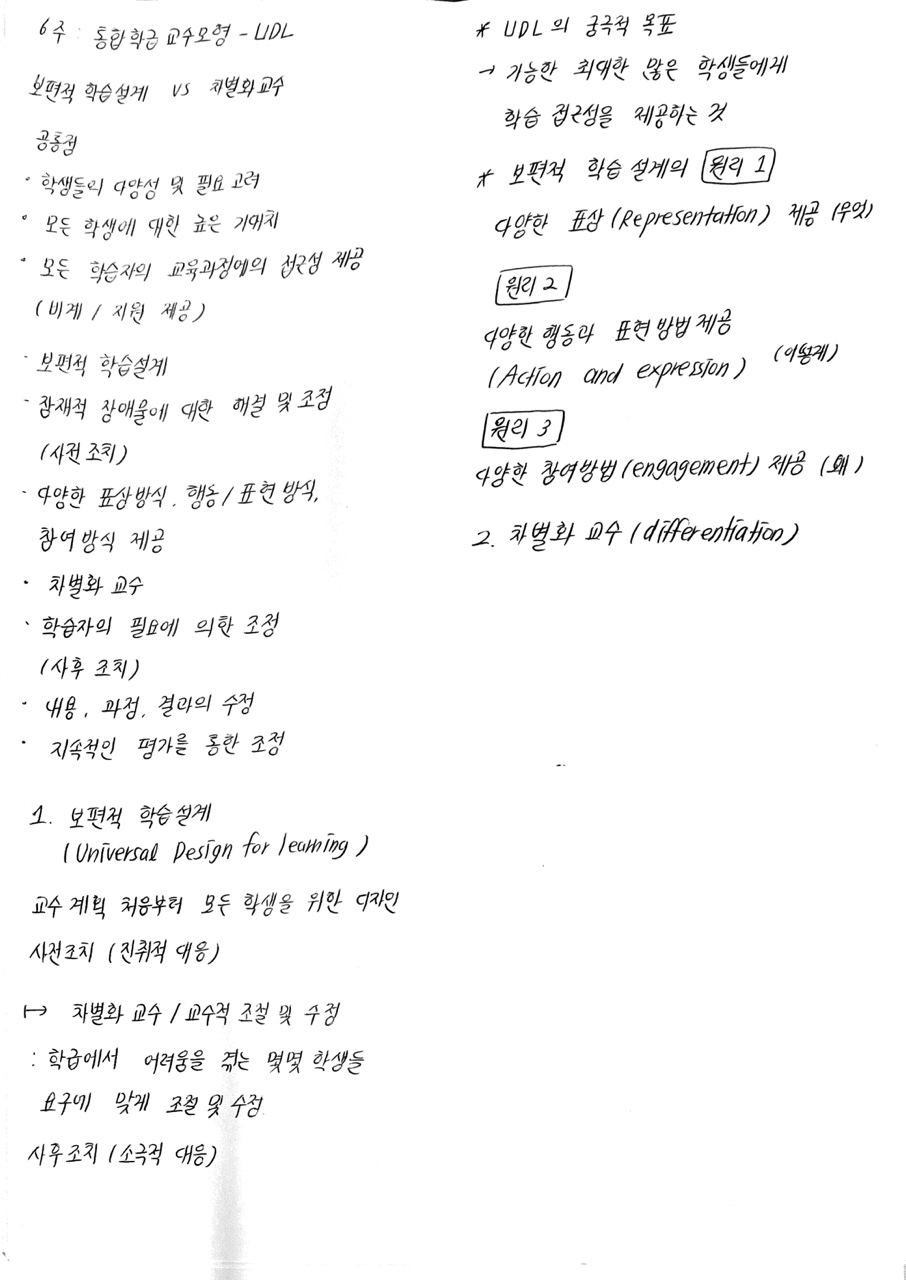 6주 : 통합학급 교수모형 - UDL
보편적 학습설계 vs 차별화교수
공통점
· 학생들의 다양성 및 필요 고려
· 모든 학생에 대한 높은 기대치
· 모든 학습자의 교육과정에의 접근성 제공
(비계 / 지원 제공)
· 보편적 학습설계
· 잠재적 장애물에 대한 해결 및 조정
(사전 조치)
· 다양한 표상방식, 행동 / 표현 방식,
참여방식 제공
· 차별화 교수
· 학습자의 필요에 의한 조정
(사후 조치)
· 내용, 과정, 결과의 수정
· 지속적인 평가를 통한 조정
1. 보편적 학습설계
(Universal Design for learning)
교수 계획 처음부터 모든 학생을 위한 디자인
사전조치 (진취적 대응)
↦ 차별화 교수 / 교수적 조절 및 수정
: 학급에서 어려움을 겪는 몇몇 학생들
요구에 맞게 조절 및 수정
사후조치 (소극적 대응)
* UDL의 궁극적 목표
→ 가능한 최대한 많은 학생들에게
학습 접근성을 제공하는 것
* 보편적 학습 설계의 원리 1
다양한 표상 (Representation) 제공 (무엇)
원리 2
다양한 행동과 표현 방법 제공
(Action and expression) (어떻게)
원리 3
다양한 참여방법 (engagement) 제공 (왜)
2. 차별화 교수 (differentiation)